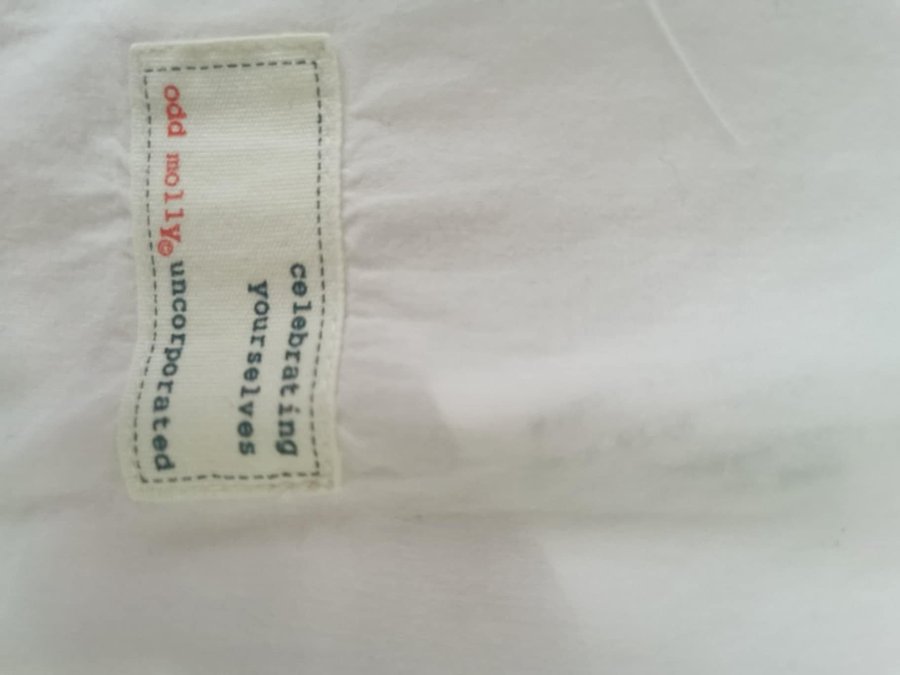 celebrating
yourselves
odd molly® uncorporated